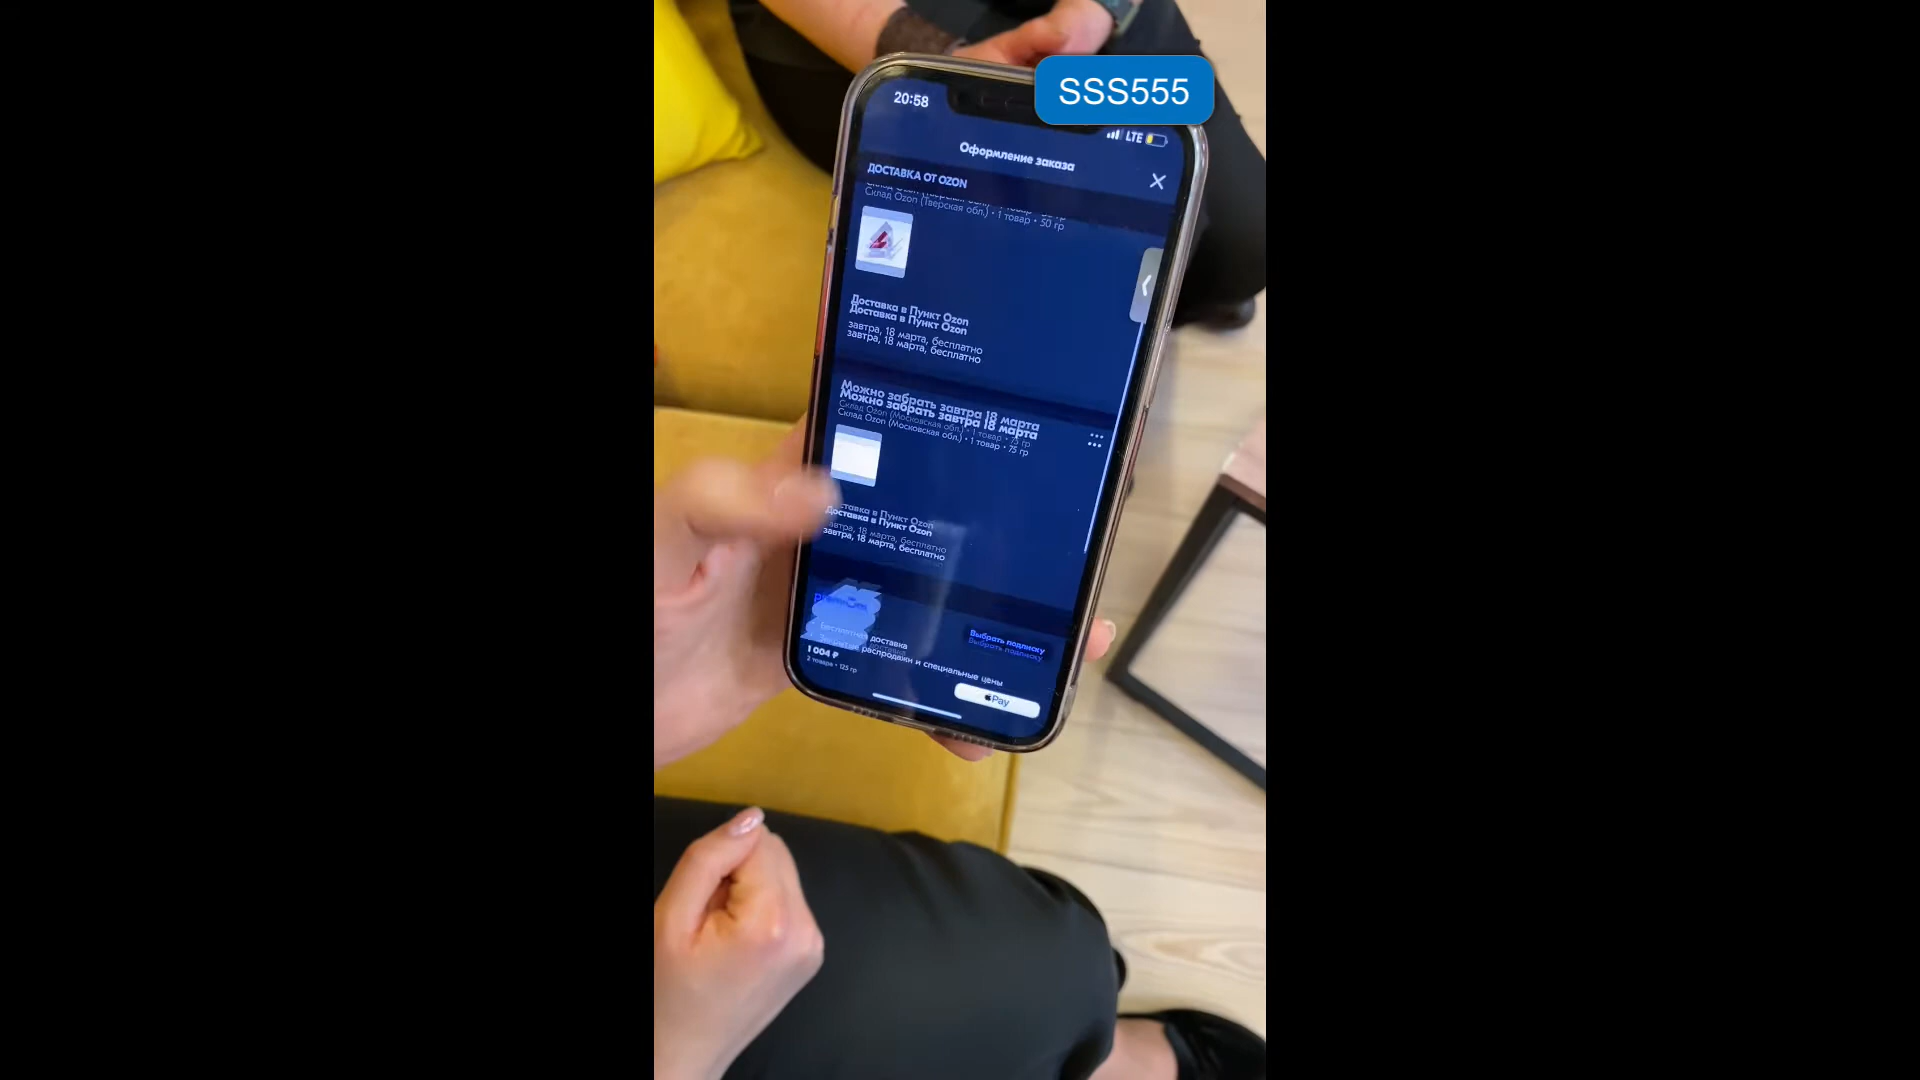 SSS555
20:58
LTE
Оформление заказа
ДОСТАВКА ОТ OZON
Склад Ozon (Тверская обл.) • 1 товар • 50 гр
Доставка в Пункт Ozon
завтра, 18 марта, бесплатно
Можно забрать завтра 18 марта
Склад Ozon (Московская обл.) • 1 товар • 75 гр
Доставка в Пункт Ozon
завтра, 18 марта, бесплатно
Premium
Бесплатная доставка
Выбрать подписку
Закрытые распродажи и специальные цены
1 004 ₽
2 товара • 125 гр
Pay